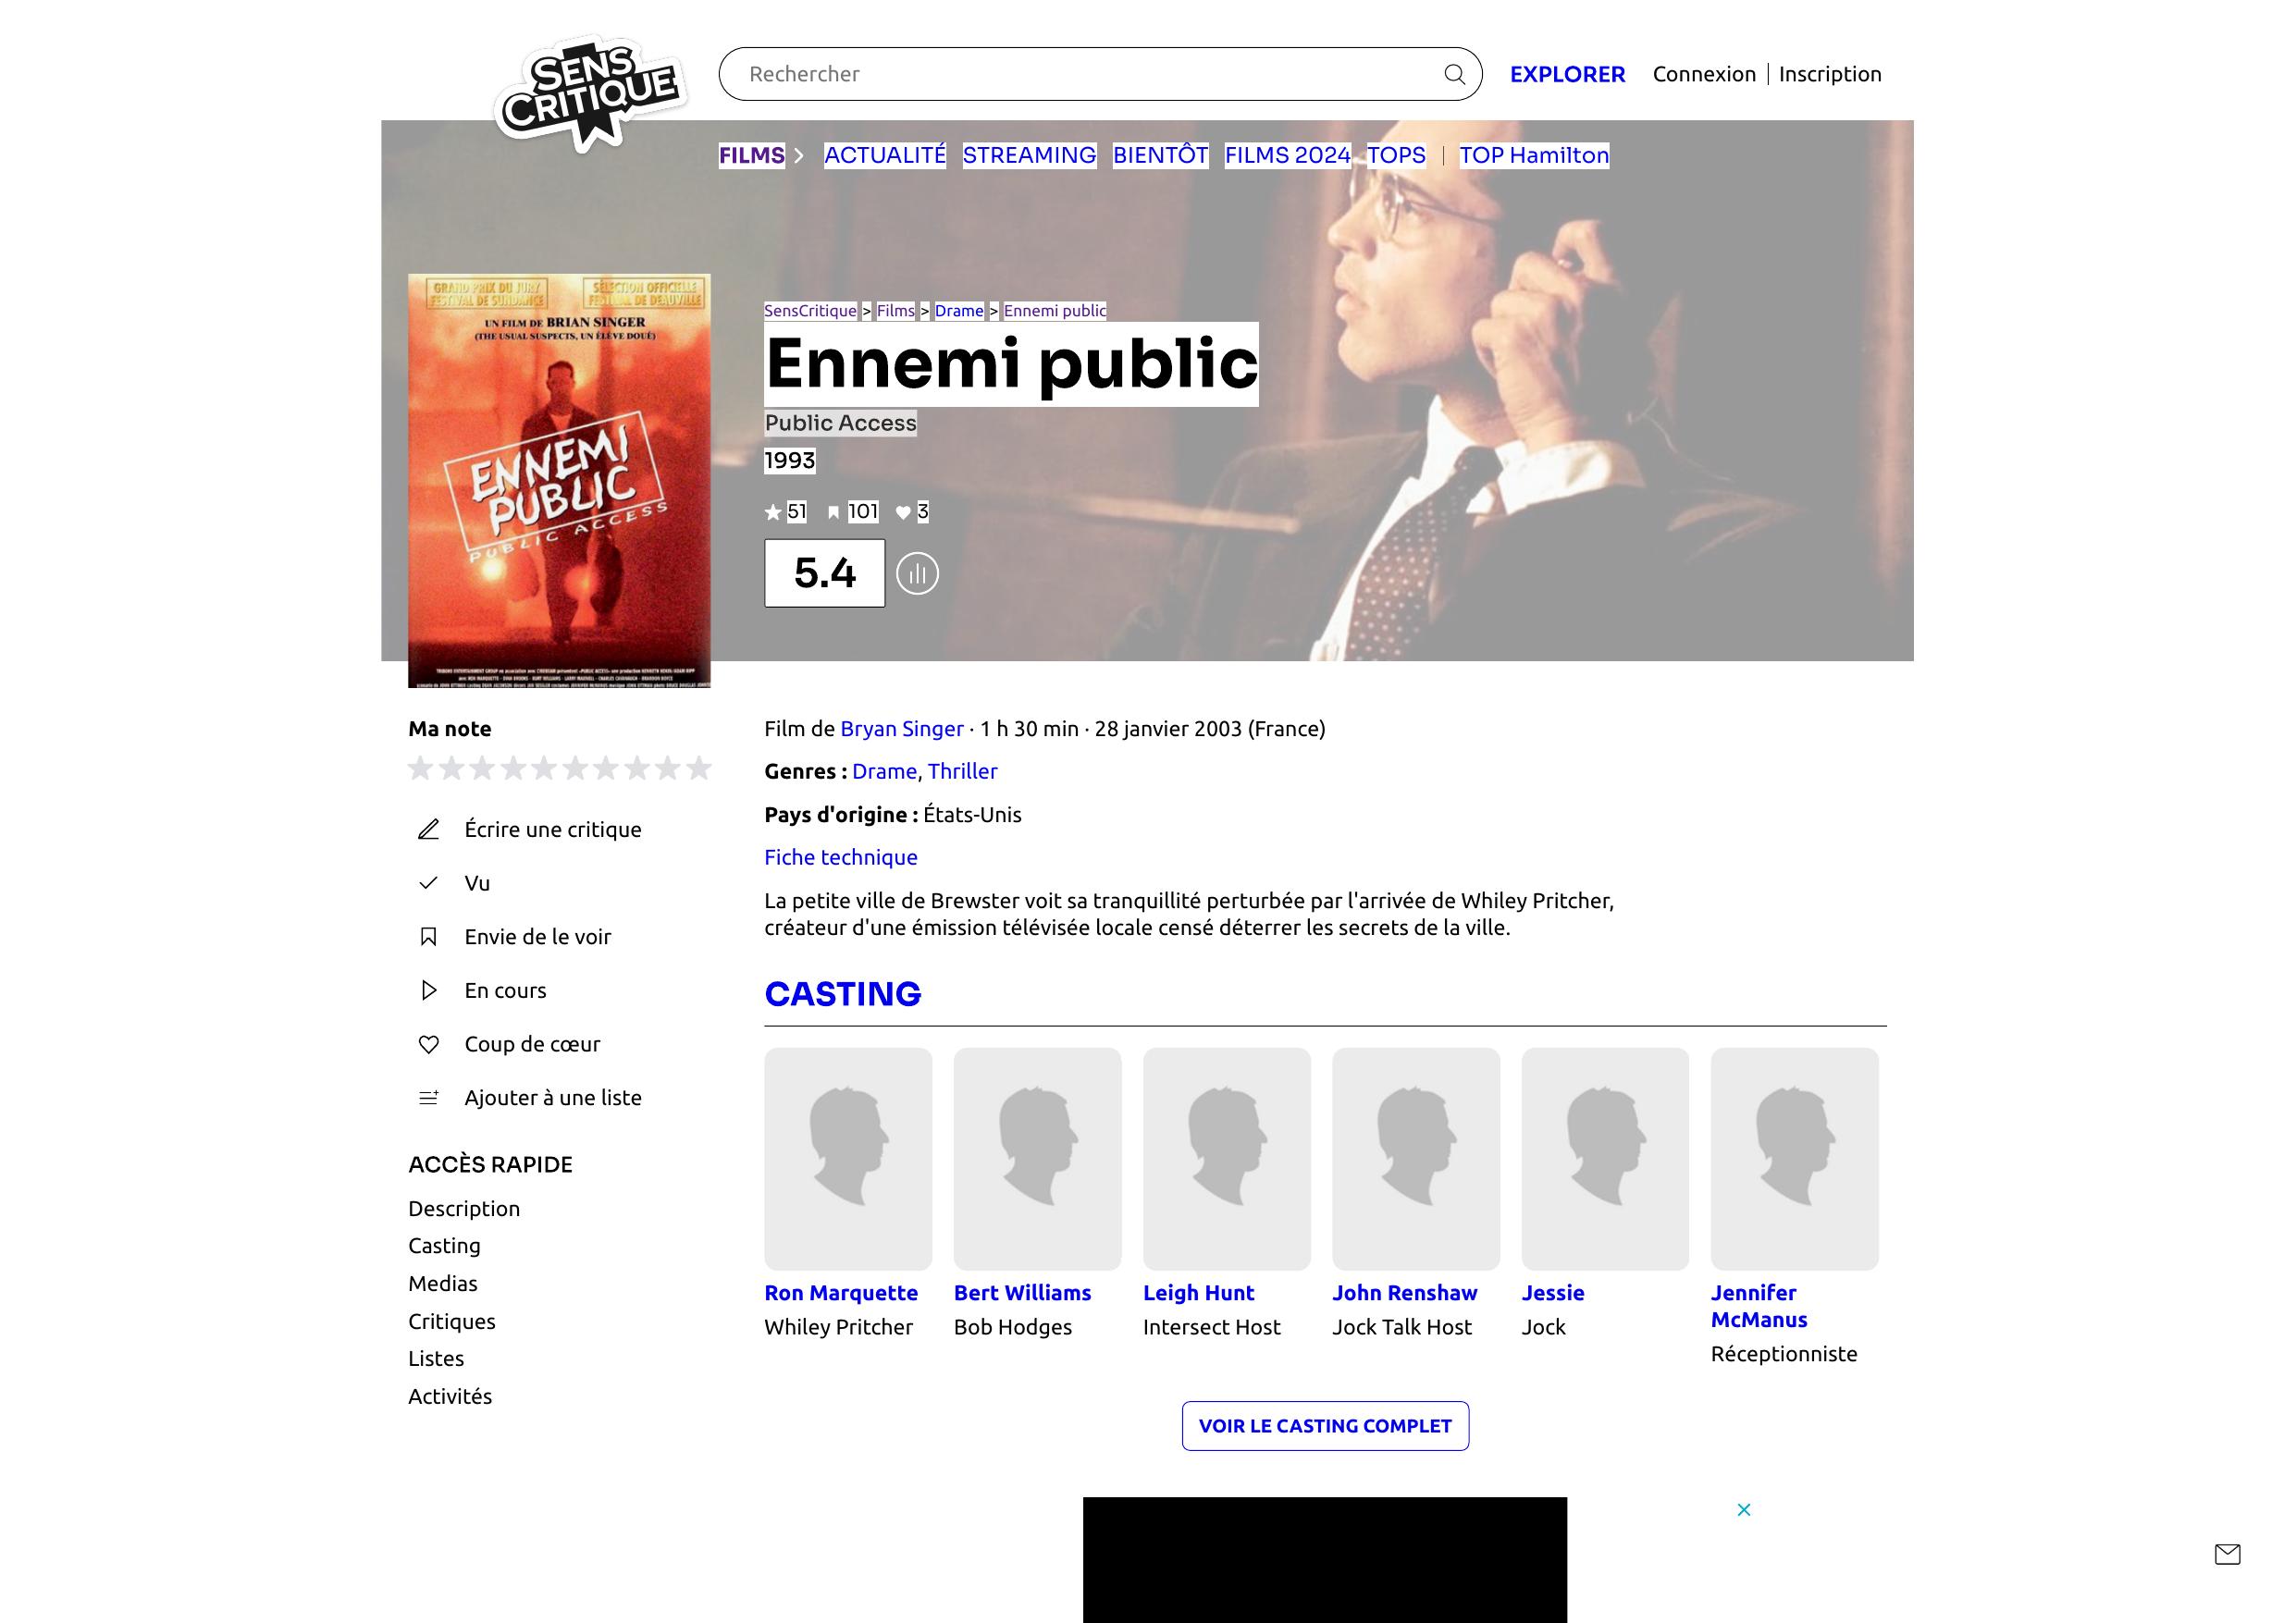 SENS CRITIQUE
Rechercher
EXPLORER
Connexion
Inscription
FILMS
ACTUALITÉ
STREAMING
BIENTÔT
FILMS 2024
TOPS
TOP Hamilton
GRAND PRIX DU JURY
FESTIVAL DE SUNDANCE
SÉLECTION OFFICIELLE
FESTIVAL DE DEAUVILLE
UN FILM DE BRIAN SINGER
(THE USUAL SUSPECTS, UN ÉLÈVE DOUÉ)
ENNEMI
PUBLIC
PUBLIC ACCESS
SensCritique > Films > Drame > Ennemi public
Ennemi public
Public Access
1993
51 101 3
5.4
Ma note
Écrire une critique
Vu
Envie de le voir
En cours
Coup de cœur
Ajouter à une liste
ACCÈS RAPIDE
Description
Casting
Medias
Critiques
Listes
Activités
Film de Bryan Singer · 1 h 30 min · 28 janvier 2003 (France)
Genres : Drame, Thriller
Pays d'origine : États-Unis
Fiche technique
La petite ville de Brewster voit sa tranquillité perturbée par l'arrivée de Whiley Pritcher,
créateur d'une émission télévisée locale censé déterrer les secrets de la ville.
CASTING
Ron Marquette
Whiley Pritcher
Bert Williams
Bob Hodges
Leigh Hunt
Intersect Host
John Renshaw
Jock Talk Host
Jessie
Jock
Jennifer
McManus
Réceptionniste
VOIR LE CASTING COMPLET